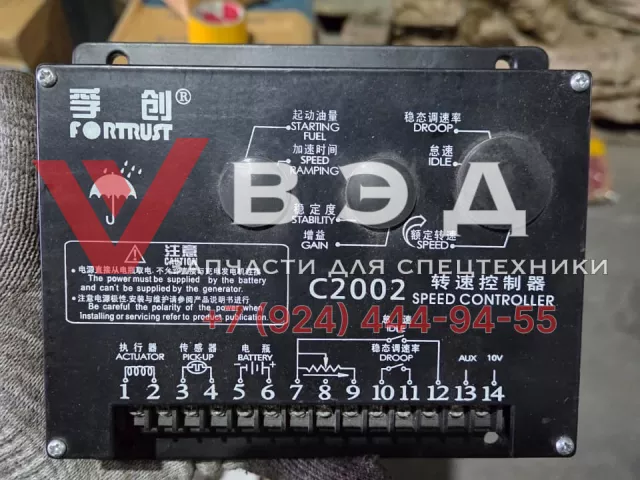 孚创®
FORTRUST
起动油量
STARTING
FUEL
加速时间
SPEED
RAMPING
稳定度
STABILITY
增益
GAIN
稳态调速率
DROOP
怠速
IDLE
额定转速
SPEED
ВЭД
ЗАПЧАСТИ ДЛЯ СПЕЦТЕХНИКИ
+7 (924) 444-94-55
注意
CAUTION
The power must be supplied by the battery
and can't be supplied by the generator.
Be careful the polarity of the power when
installing or servicing refer to product publication.
C2002 转速控制器
SPEED CONTROLLER
执行器
ACTUATOR
传感器
PICK-UP
电瓶
BATTERY
怠速
IDLE
稳态调速率
DROOP
AUX 10V
1 2 3 4 5 6 7 8 9 10 11 12 13 14